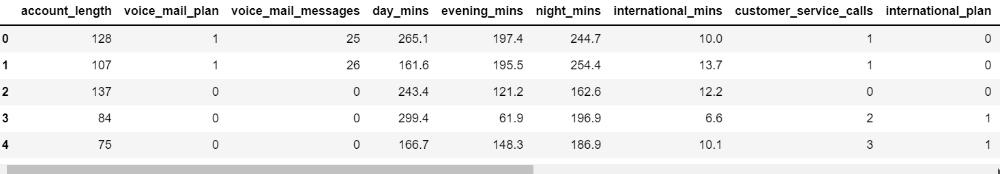 account_length voice_mail_plan voice_mail_messages day_mins evening_mins night_mins international_mins customer_service_calls international_plan
0 128 1 25 265.1 197.4 244.7 10.0 1 0
1 107 1 26 161.6 195.5 254.4 13.7 1 0
2 137 0 0 243.4 121.2 162.6 12.2 0 0
3 84 0 0 299.4 61.9 196.9 6.6 2 1
4 75 0 0 166.7 148.3 186.9 10.1 3 1